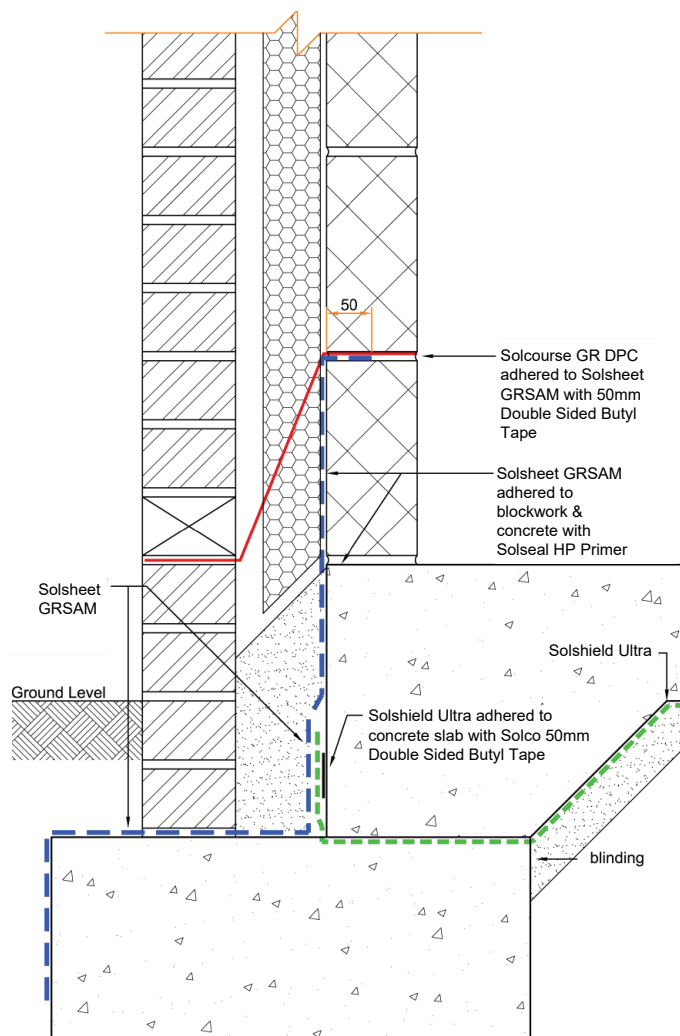 50
Solcourse GR DPC
adhered to Solsheet
GRSAM with 50mm
Double Sided Butyl
Tape
Solsheet GRSAM
adhered to
blockwork &
concrete with
Solseal HP Primer
Solsheet
GRSAM
Solshield Ultra
Ground Level
Solshield Ultra adhered to
concrete slab with Solco 50mm
Double Sided Butyl Tape
blinding